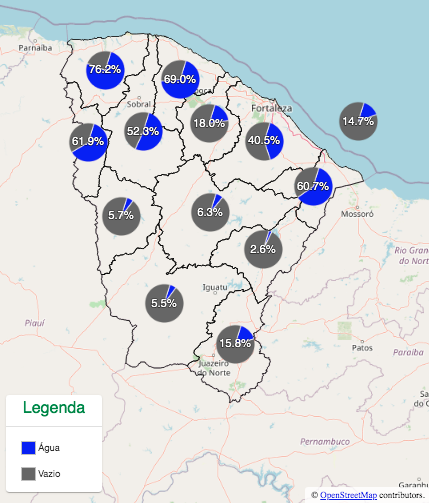 Parnaíba
76.2%
69.0%
Sobral
Fortaleza
14.7%
18.0%
52.3%
61.9%
40.5%
60.7%
Mossoró
5.7%
6.3%
Rio Grande
do Norte
2.6%
Iguatu
5.5%
Piauí
15.8%
Patos
Paraíba
Juazeiro
do Norte
Legenda
Água
Vazio
Pernambuco
© OpenStreetMap contributors.